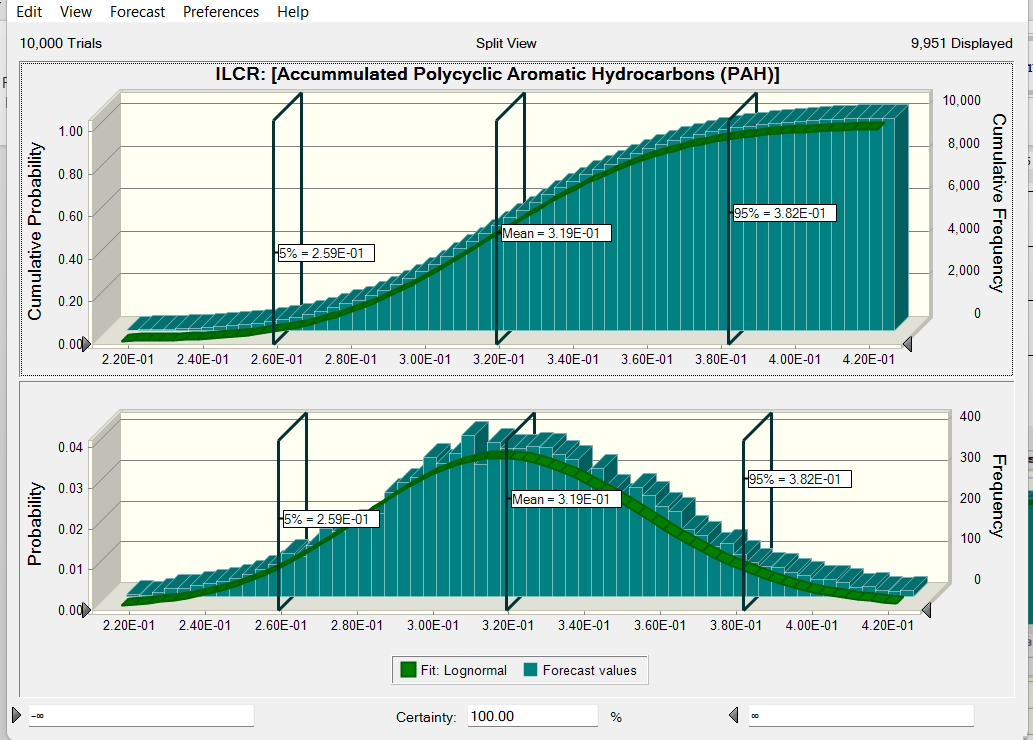 Edit View Forecast Preferences Help
10,000 Trials Split View 9,951 Displayed
ILCR: [Accummulated Polycyclic Aromatic Hydrocarbons (PAH)]
Cumulative Probability
1.00
0.80
0.60
0.40
0.20
0.00
5% = 2.59E-01
Mean = 3.19E-01
95% = 3.82E-01
10,000
8,000
6,000
4,000
2,000
0
Cumulative Frequency
2.20E-01 2.40E-01 2.60E-01 2.80E-01 3.00E-01 3.20E-01 3.40E-01 3.60E-01 3.80E-01 4.00E-01 4.20E-01
Probability
0.04
0.03
0.02
0.01
0.00
5% = 2.59E-01
Mean = 3.19E-01
95% = 3.82E-01
400
300
200
100
0
Frequency
2.20E-01 2.40E-01 2.60E-01 2.80E-01 3.00E-01 3.20E-01 3.40E-01 3.60E-01 3.80E-01 4.00E-01 4.20E-01
Fit: Lognormal Forecast values
-∞ Certainty: 100.00 % ∞